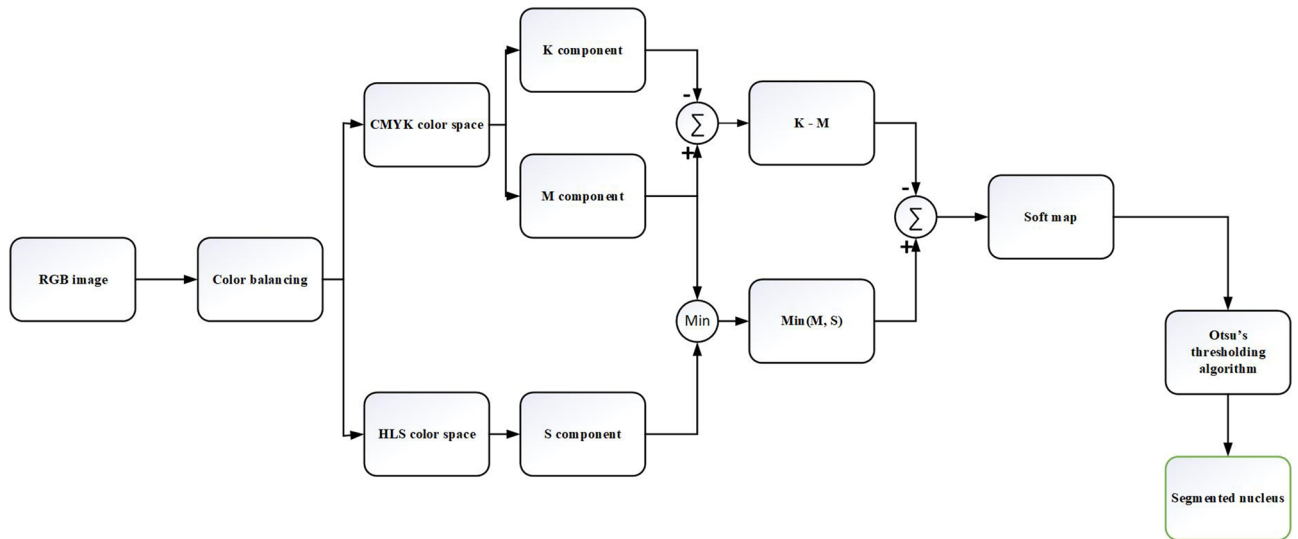 K component
-
CMYK color space
∑
K - M
+
M component
-
∑
Soft map
+
RGB image
Color balancing
Min
Min(M, S)
Otsu's
thresholding
algorithm
HLS color space
S component
Segmented nucleus